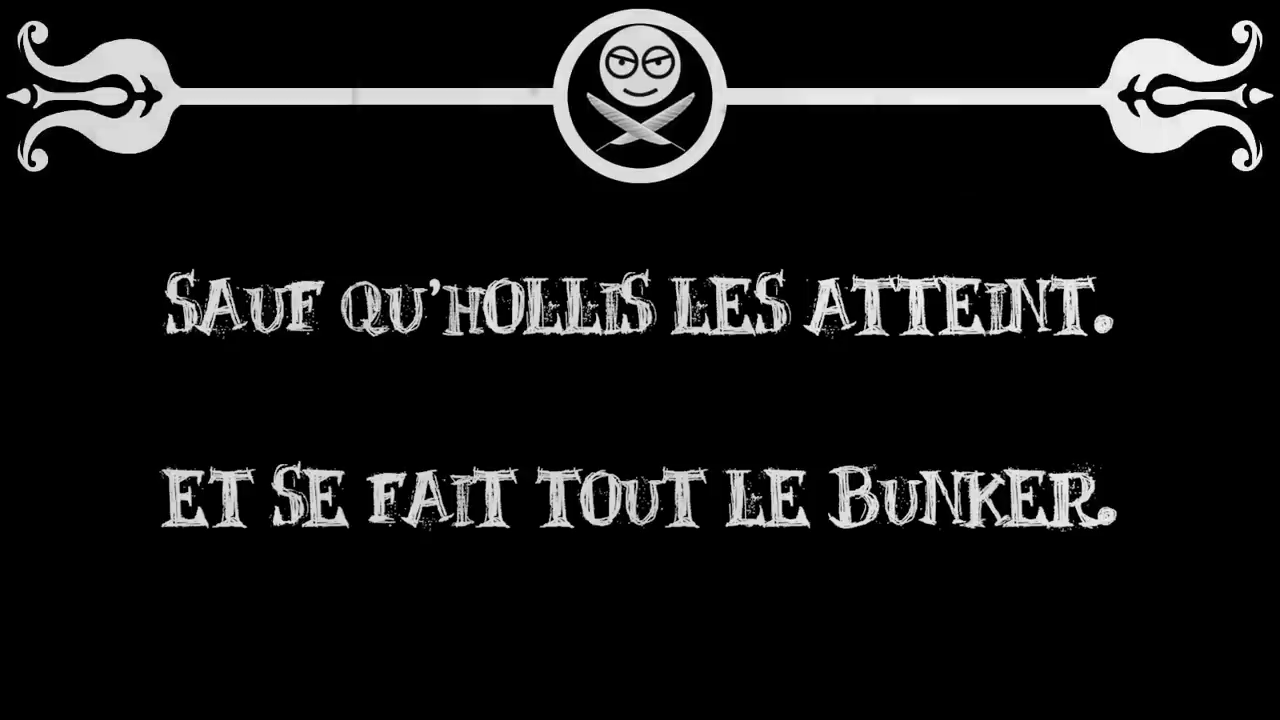 SAUF QU'HOLLIS LES ATTEINT.
ET SE FAIT TOUT LE BUNKER.